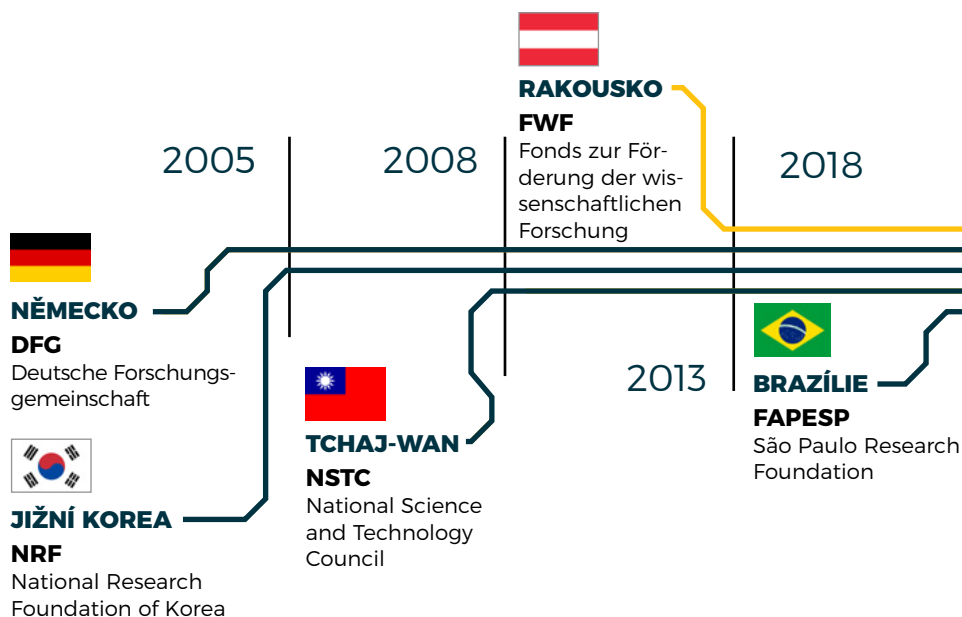 2005
NĚMECKO
DFG
Deutsche Forschungs-
gemeinschaft
JIŽNÍ KOREA
NRF
National Research
Foundation of Korea
2008
TCHAJ-WAN
NSTC
National Science
and Technology
Council
RAKOUSKO
FWF
Fonds zur För-
derung der wis-
senschaftlichen
Forschung
2013
2018
BRAZÍLIE
FAPESP
São Paulo Research
Foundation